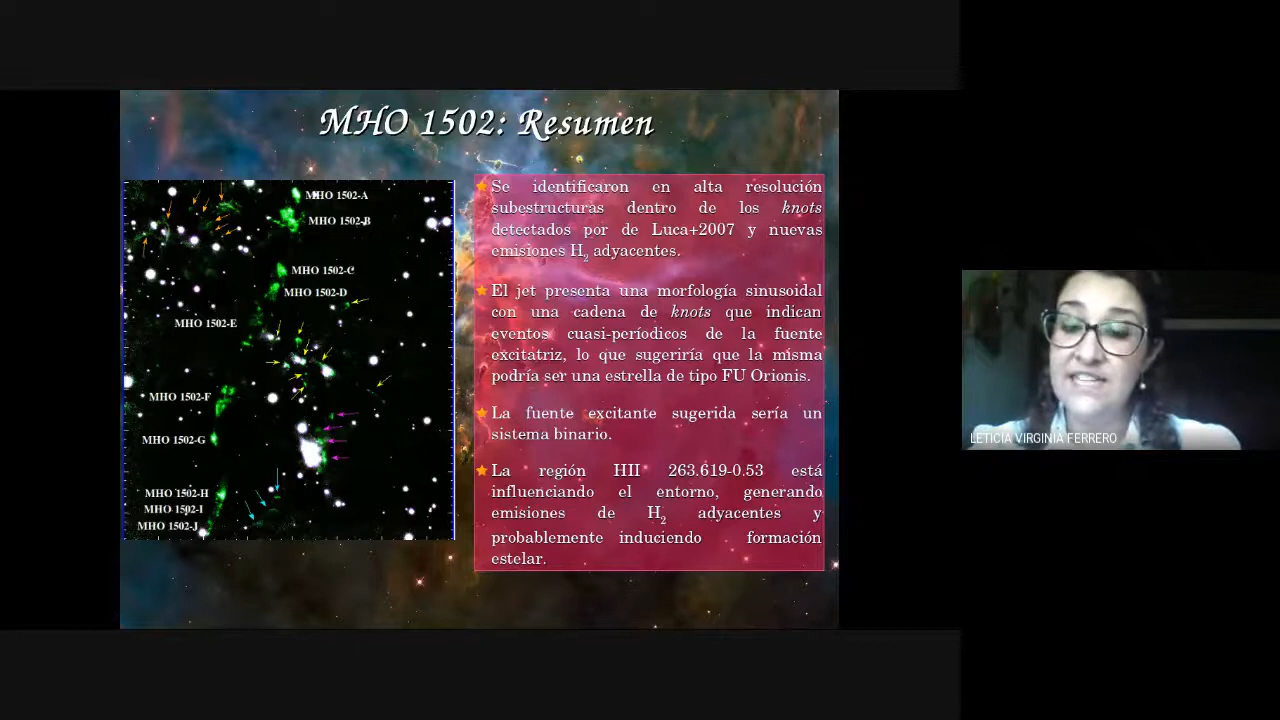 MHO 1502: Resumen
MHO 1502-A
MHO 1502-B
MHO 1502-C
MHO 1502-D
MHO 1502-E
MHO 1502-F
MHO 1502-G
MHO 1502-H
MHO 1502-I
MHO 1502-J
Se identificaron en alta resolución
subestructuras dentro de los knots
detectados por de Luca+2007 y nuevas
emisiones H2 adyacentes.
El jet presenta una morfología sinusoidal
con una cadena de knots que indican
eventos cuasi-períodicos de la fuente
excitatriz, lo que sugeriría que la misma
podría ser una estrella de tipo FU Orionis.
La fuente excitante sugerida sería un
sistema binario.
La región HII 263.619-0.53 está
influenciando el entorno, generando
emisiones de H2 adyacentes y
probablemente induciendo formación
estelar.
LETICIA VIRGINIA FERRERO